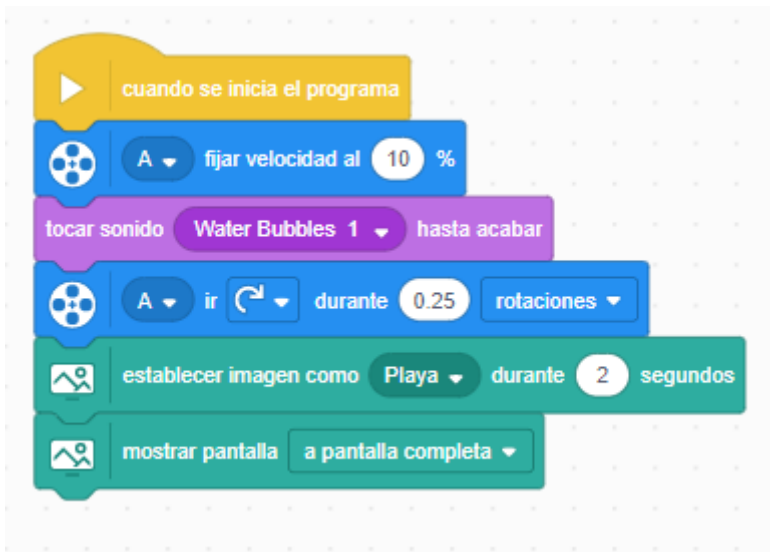 cuando se inicia el programa
A fijar velocidad al 10 %
tocar sonido Water Bubbles 1 hasta acabar
A ir durante 0.25 rotaciones
establecer imagen como Playa durante 2 segundos
mostrar pantalla a pantalla completa